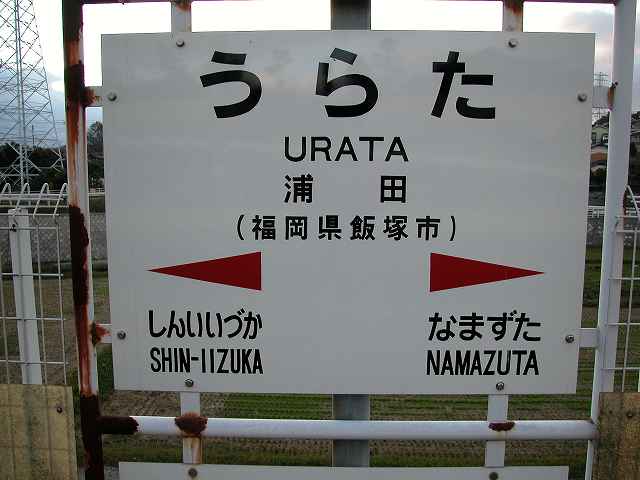 うらた
URATA
浦 田
（福岡県飯塚市）
しんいいづか なまずた
SHIN-IIZUKA NAMAZUTA